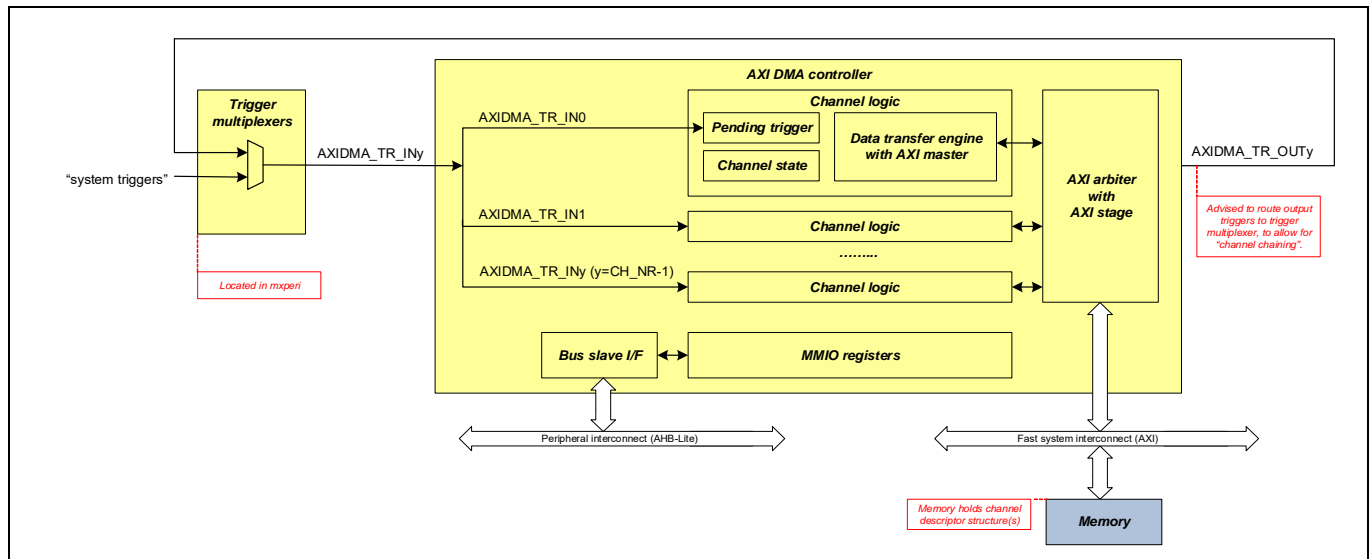 AXI DMA controller
Trigger
multiplexers
"system triggers"
AXIDMA_TR_INy
Located in mxperi
AXIDMA_TR_IN0
Channel logic
Pending trigger
Channel state
Data transfer engine
with AXI master
AXIDMA_TR_IN1
Channel logic
.........
AXIDMA_TR_INy (y=CH_NR-1)
Channel logic
AXI arbiter
with
AXI stage
AXIDMA_TR_OUTy
Advised to route output
triggers to trigger
multiplexer, to allow for
"channel chaining".
Bus slave I/F
MMIO registers
Peripheral interconnect (AHB-Lite)
Fast system interconnect (AXI)
Memory holds channel
descriptor structure(s)
Memory